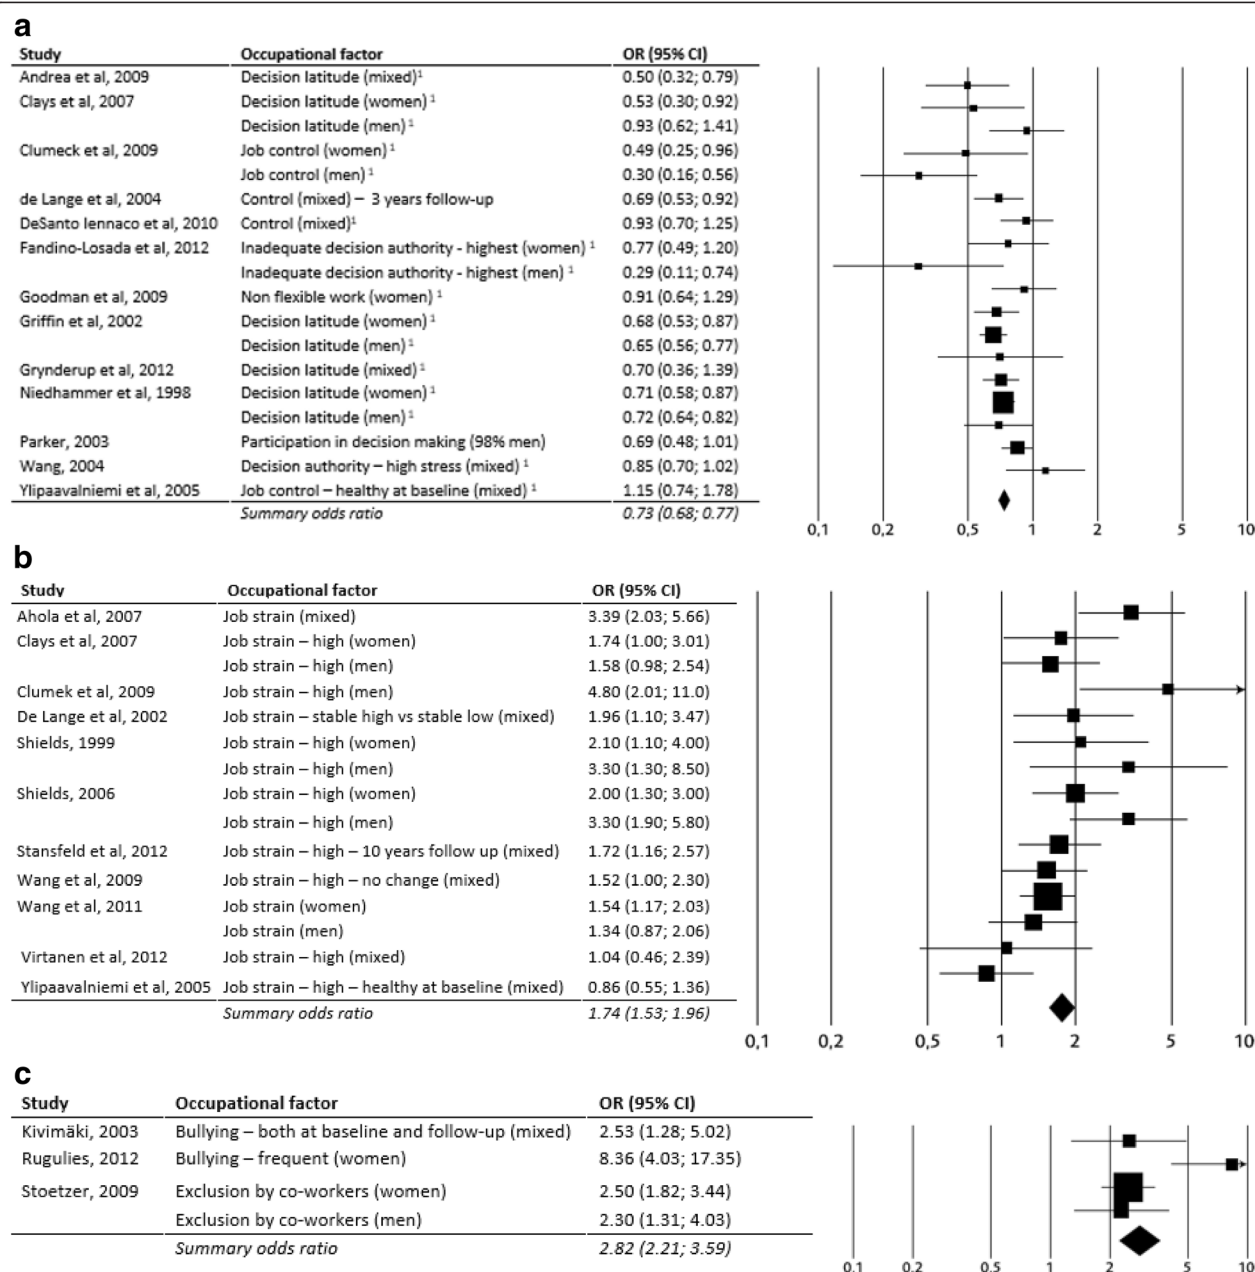 a
Study Occupational factor OR (95% CI)
Andrea et al, 2009 Decision latitude (mixed)¹ 0.50 (0.32; 0.79)
Clays et al, 2007 Decision latitude (women) ¹ 0.53 (0.30; 0.92)
Decision latitude (men) ¹ 0.93 (0.62; 1.41)
Clumeck et al, 2009 Job control (women) ¹ 0.49 (0.25; 0.96)
Job control (men) ¹ 0.30 (0.16; 0.56)
de Lange et al, 2004 Control (mixed) – 3 years follow-up 0.69 (0.53; 0.92)
DeSanto Iennaco et al, 2010 Control (mixed)¹ 0.93 (0.70; 1.25)
Fandino-Losada et al, 2012 Inadequate decision authority - highest (women) ¹ 0.77 (0.49; 1.20)
Inadequate decision authority - highest (men) ¹ 0.29 (0.11; 0.74)
Goodman et al, 2009 Non flexible work (women) ¹ 0.91 (0.64; 1.29)
Griffin et al, 2002 Decision latitude (women) ¹ 0.68 (0.53; 0.87)
Decision latitude (men) ¹ 0.65 (0.56; 0.77)
Grynderup et al, 2012 Decision latitude (mixed) ¹ 0.70 (0.36; 1.39)
Niedhammer et al, 1998 Decision latitude (women) ¹ 0.71 (0.58; 0.87)
Decision latitude (men) ¹ 0.72 (0.64; 0.82)
Parker, 2003 Participation in decision making (98% men) 0.69 (0.48; 1.01)
Wang, 2004 Decision authority – high stress (mixed) ¹ 0.85 (0.70; 1.02)
Ylipaavalniemi et al, 2005 Job control – healthy at baseline (mixed) ¹ 1.15 (0.74; 1.78)
Summary odds ratio 0.73 (0.68; 0.77)
0,1 0,2 0,5 1 2 5 10
b
Study Occupational factor OR (95% CI)
Ahola et al, 2007 Job strain (mixed) 3.39 (2.03; 5.66)
Clays et al, 2007 Job strain – high (women) 1.74 (1.00; 3.01)
Job strain – high (men) 1.58 (0.98; 2.54)
Clumek et al, 2009 Job strain – high (men) 4.80 (2.01; 11.0)
De Lange et al, 2002 Job strain – stable high vs stable low (mixed) 1.96 (1.10; 3.47)
Shields, 1999 Job strain – high (women) 2.10 (1.10; 4.00)
Job strain – high (men) 3.30 (1.30; 8.50)
Shields, 2006 Job strain – high (women) 2.00 (1.30; 3.00)
Job strain – high (men) 3.30 (1.90; 5.80)
Stansfeld et al, 2012 Job strain – high – 10 years follow up (mixed) 1.72 (1.16; 2.57)
Wang et al, 2009 Job strain – high – no change (mixed) 1.52 (1.00; 2.30)
Wang et al, 2011 Job strain (women) 1.54 (1.17; 2.03)
Job strain (men) 1.34 (0.87; 2.06)
Virtanen et al, 2012 Job strain – high (mixed) 1.04 (0.46; 2.39)
Ylipaavalniemi et al, 2005 Job strain – high – healthy at baseline (mixed) 0.86 (0.55; 1.36)
Summary odds ratio 1.74 (1.53; 1.96)
0,1 0,2 0,5 1 2 5 10
c
Study Occupational factor OR (95% CI)
Kivimäki, 2003 Bullying – both at baseline and follow-up (mixed) 2.53 (1.28; 5.02)
Rugulies, 2012 Bullying – frequent (women) 8.36 (4.03; 17.35)
Stoetzer, 2009 Exclusion by co-workers (women) 2.50 (1.82; 3.44)
Exclusion by co-workers (men) 2.30 (1.31; 4.03)
Summary odds ratio 2.82 (2.21; 3.59)
0,1 0,2 0,5 1 2 5 10